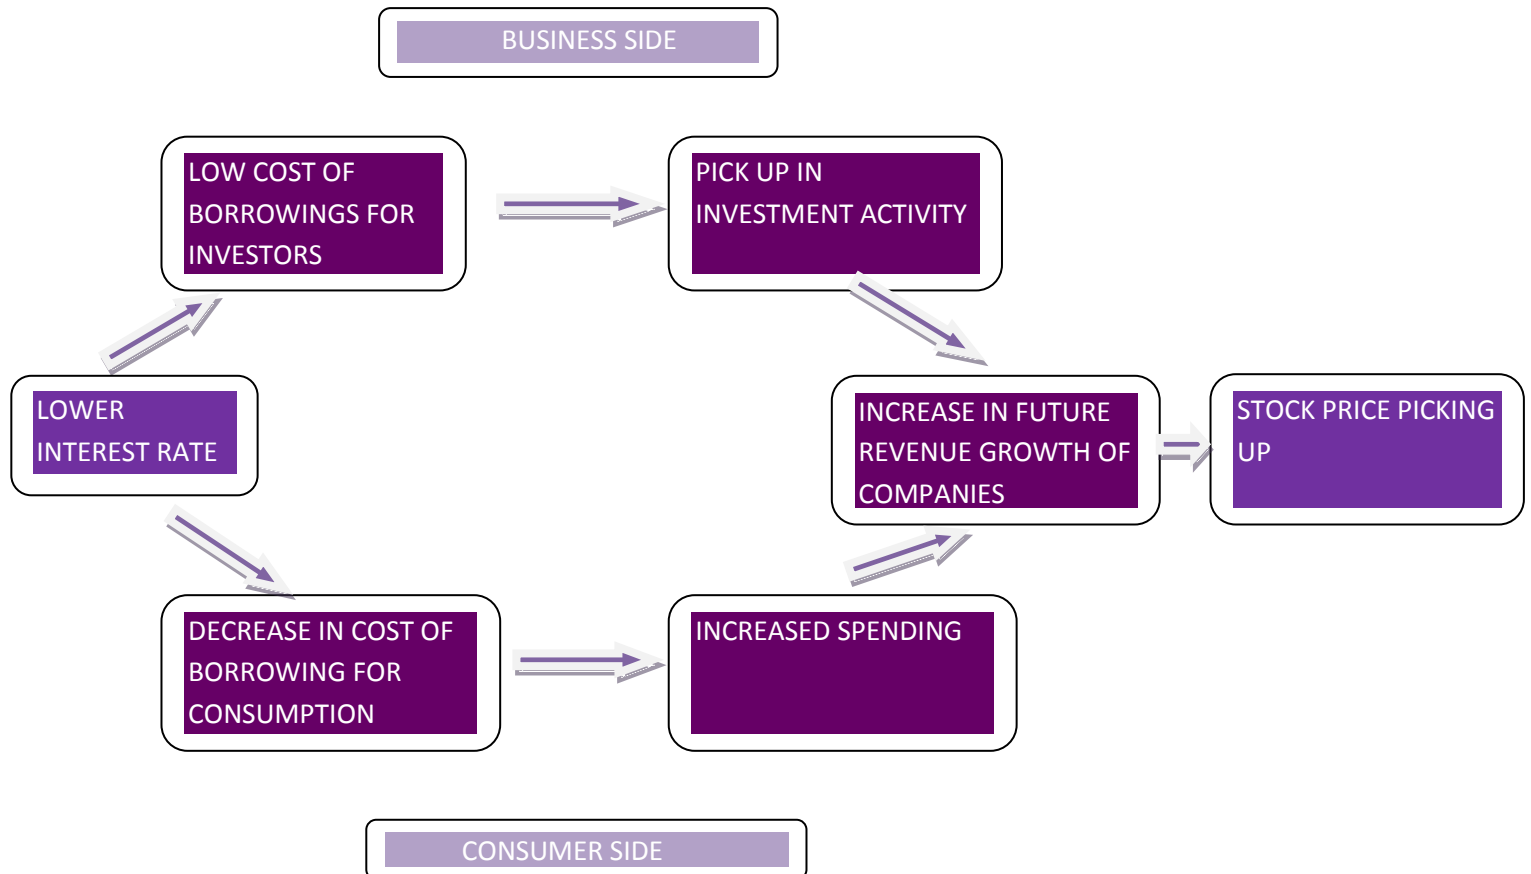 BUSINESS SIDE
LOW COST OF
BORROWINGS FOR
INVESTORS
PICK UP IN
INVESTMENT ACTIVITY
LOWER
INTEREST RATE
INCREASE IN FUTURE
REVENUE GROWTH OF
COMPANIES
STOCK PRICE PICKING
UP
DECREASE IN COST OF
BORROWING FOR
CONSUMPTION
INCREASED SPENDING
CONSUMER SIDE